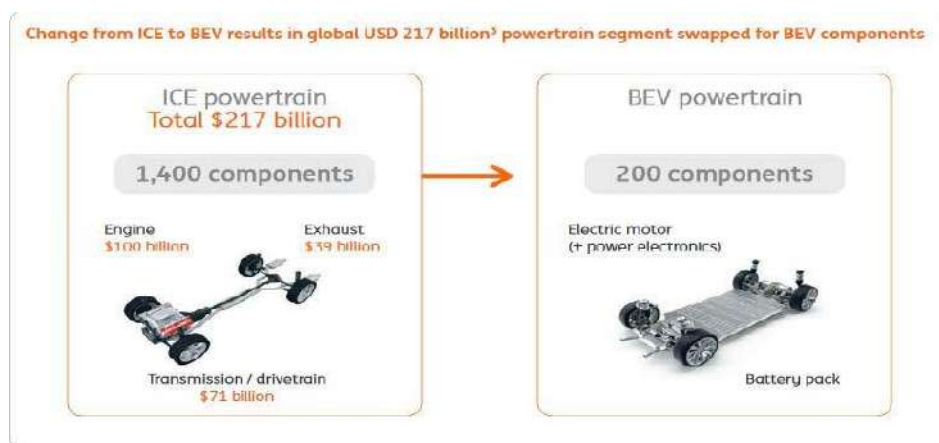 Change from ICE to BEV results in global USD 217 billion³ powertrain segment swapped for BEV components
ICE powertrain
Total $217 billion
1,400 components
Engine
$100 billion
Exhaust
$39 billion
Transmission / drivetrain
$71 billion
BEV powertrain
200 components
Electric motor
(+ power electronics)
Battery pack